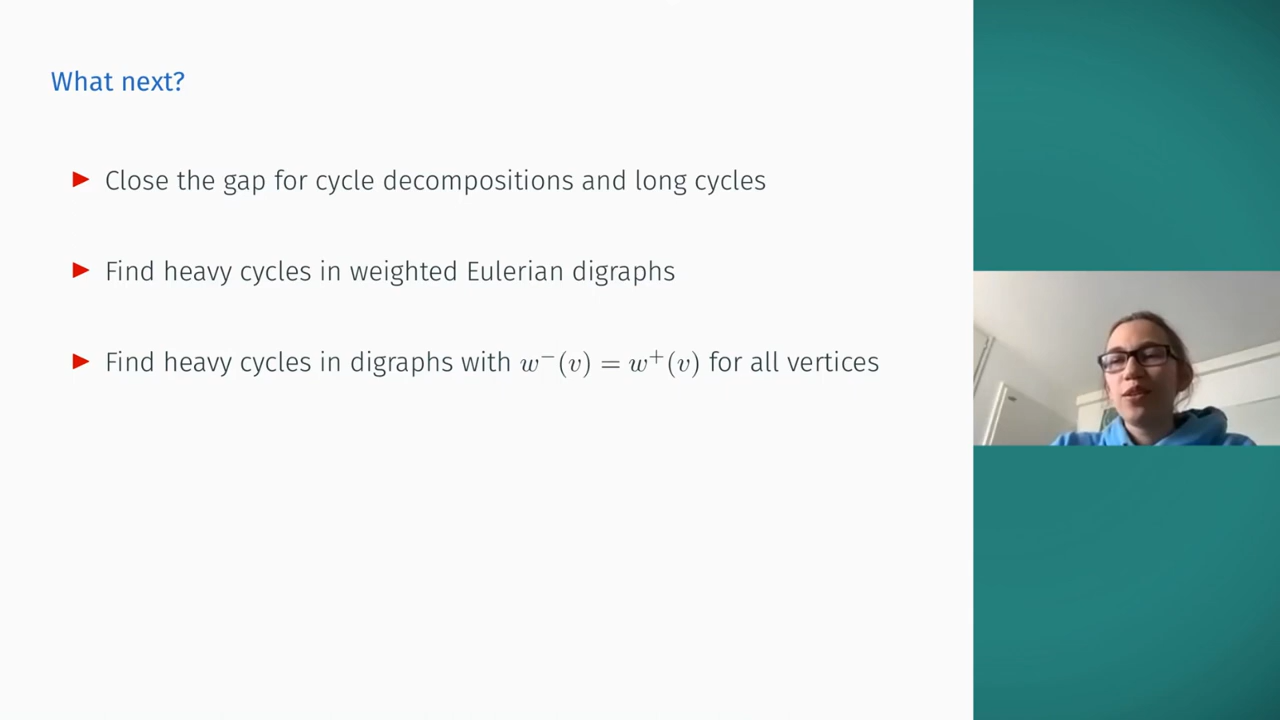 What next?
► Close the gap for cycle decompositions and long cycles
► Find heavy cycles in weighted Eulerian digraphs
► Find heavy cycles in digraphs with w⁻(v) = w⁺(v) for all vertices